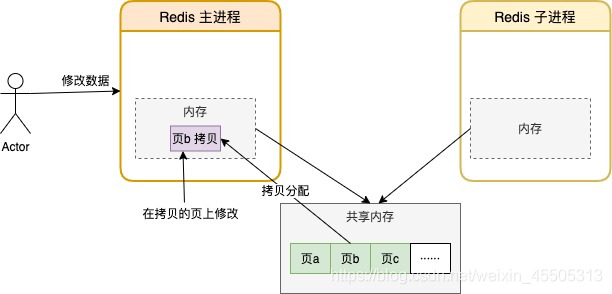 Redis 主进程
Redis 子进程
修改数据
Actor
内存
页b 拷贝
内存
拷贝分配
在拷贝的页上修改
共享内存
页a
页b
页c
······
https://blog.csdn.net/weixin_45505313